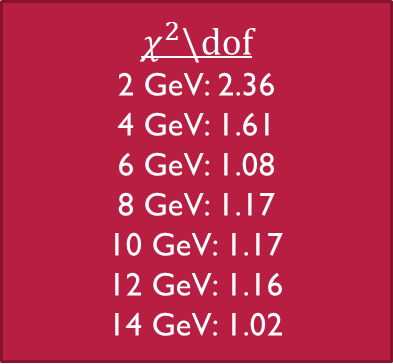 χ²\dof
2 GeV: 2.36
4 GeV: 1.61
6 GeV: 1.08
8 GeV: 1.17
10 GeV: 1.17
12 GeV: 1.16
14 GeV: 1.02